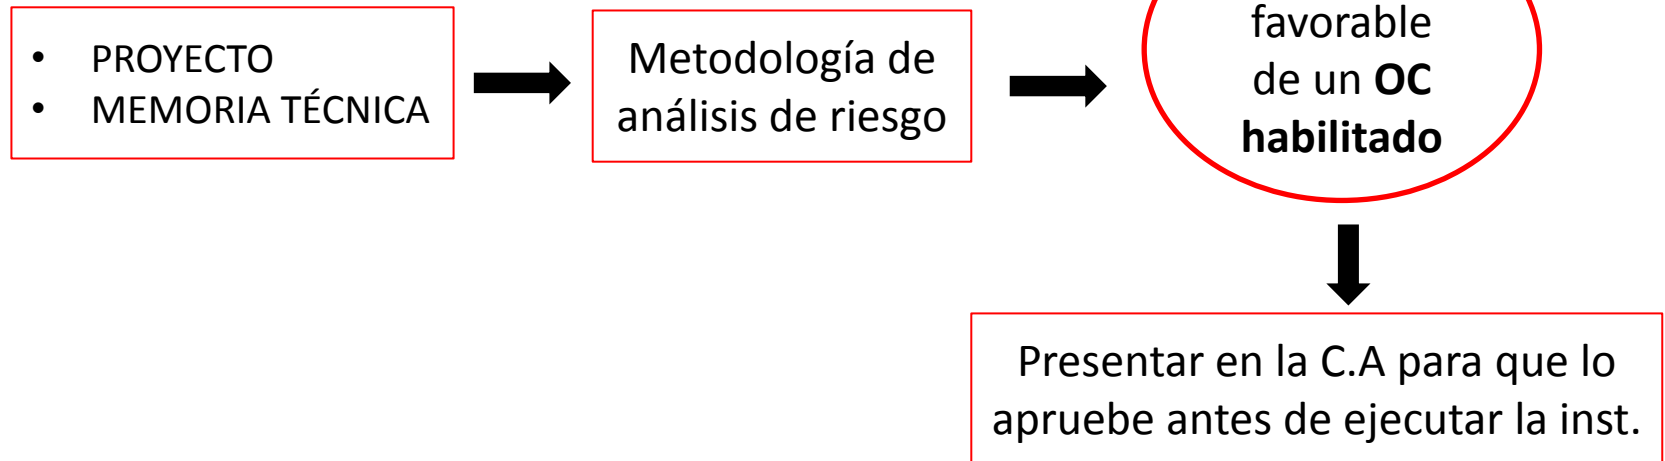 • PROYECTO
• MEMORIA TÉCNICA
Metodología de
análisis de riesgo
favorable
de un OC
habilitado
Presentar en la C.A para que lo
apruebe antes de ejecutar la inst.